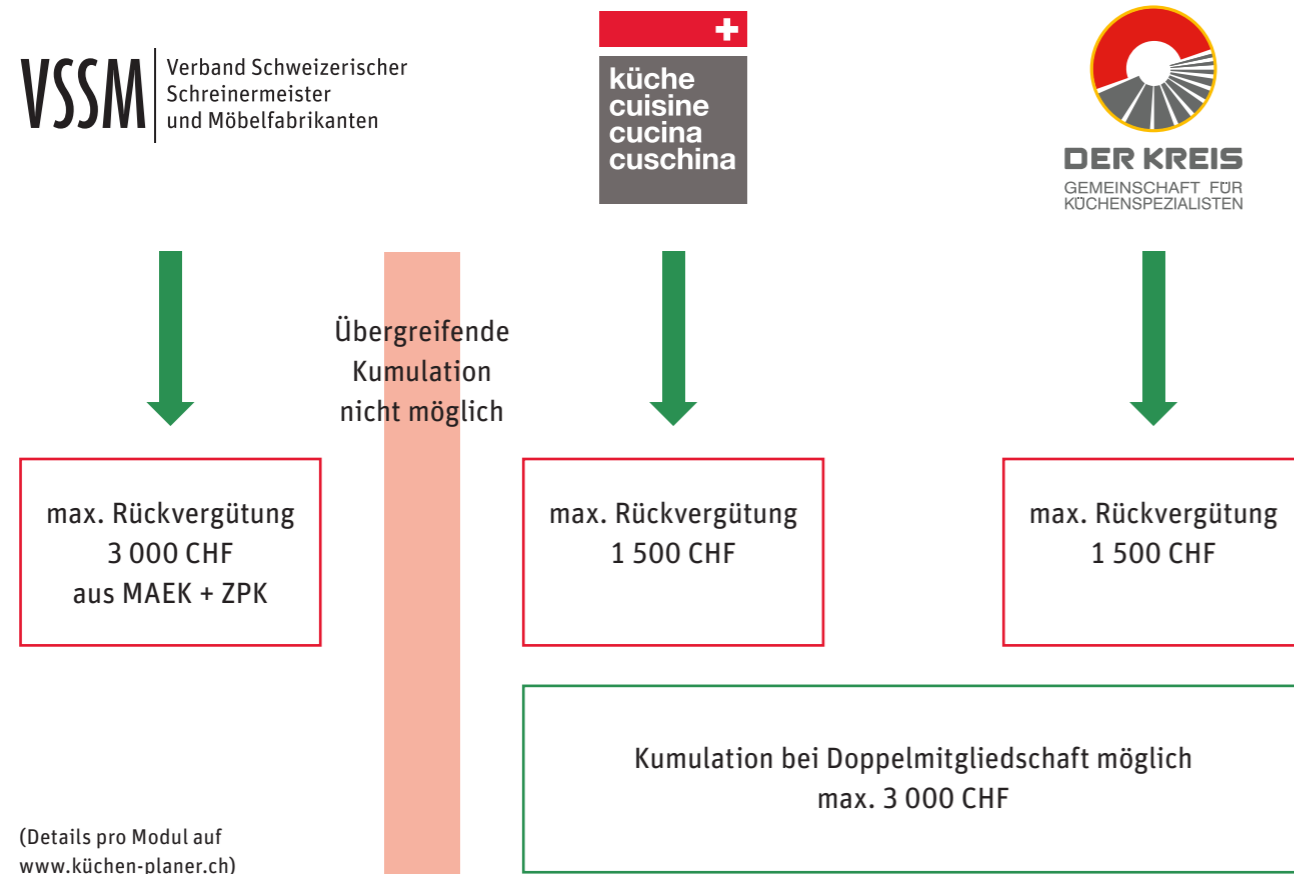 VSSM
Verband Schweizerischer
Schreinermeister
und Möbelfabrikanten
küche
cuisine
cucina
cuschina
DER KREIS
GEMEINSCHAFT FÜR
KÜCHENSPEZIALISTEN
Übergreifende
Kumulation
nicht möglich
max. Rückvergütung
3 000 CHF
aus MAEK + ZPK
max. Rückvergütung
1 500 CHF
max. Rückvergütung
1 500 CHF
Kumulation bei Doppelmitgliedschaft möglich
max. 3 000 CHF
(Details pro Modul auf
www.küchen-planer.ch)